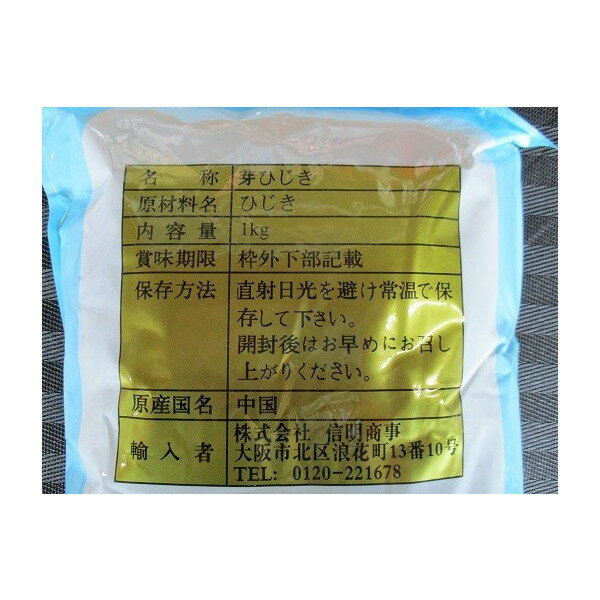 名称 芽ひじき
原材料名 ひじき
内容量 1kg
賞味期限 枠外下部記載
保存方法 直射日光を避け常温で保
存して下さい。
開封後はお早めにお召し
上がりください。
原産国名 中国
輸入者 株式会社 信明商事
大阪市北区浪花町13番10号
TEL: 0120-221678